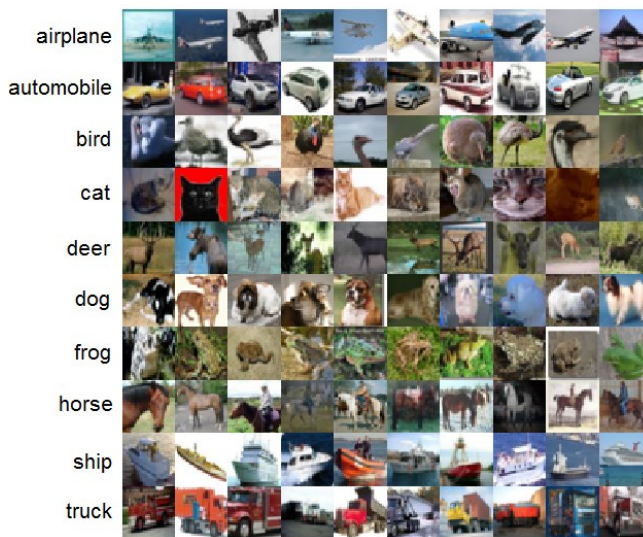 airplane
automobile
bird
cat
deer
dog
frog
horse
ship
truck